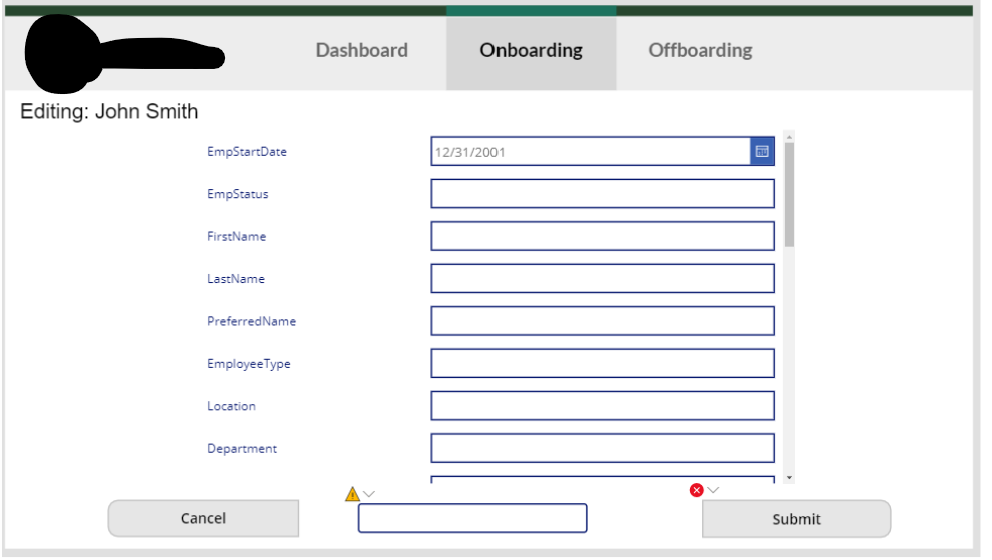 Dashboard Onboarding Offboarding
Editing: John Smith
EmpStartDate 12/31/2001
EmpStatus
FirstName
LastName
PreferredName
EmployeeType
Location
Department
Cancel Submit